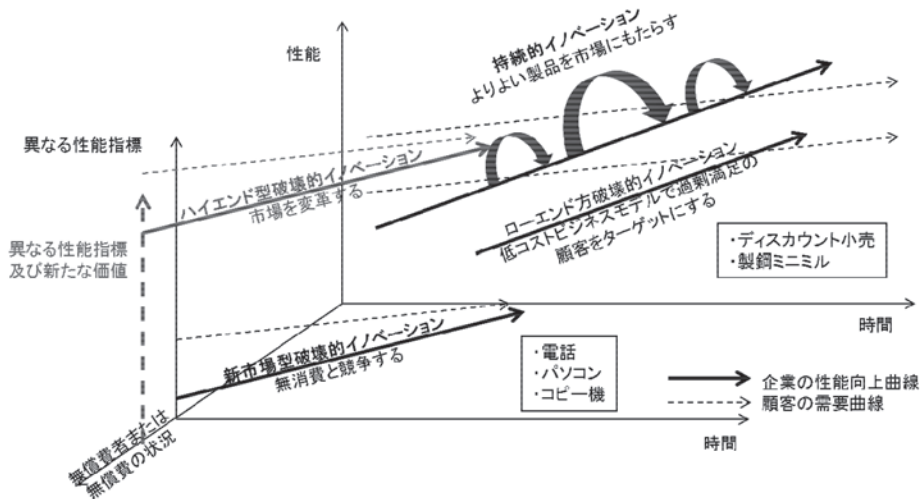 性能
持続的イノベーション
よりよい製品を市場にもたらす
異なる性能指標
ハイエンド型破壊的イノベーション
市場を変革する
ローエンド方破壊的イノベーション
低コストビジネスモデルで過剰満足の
顧客をターゲットにする
異なる性能指標
及び新たな価値
・ディスカウント小売
・製鋼ミニミル
時間
新市場型破壊的イノベーション
無消費と競争する
・電話
・パソコン
・コピー機
企業の性能向上曲線
顧客の需要曲線
時間
無償費者または
無償費の状況